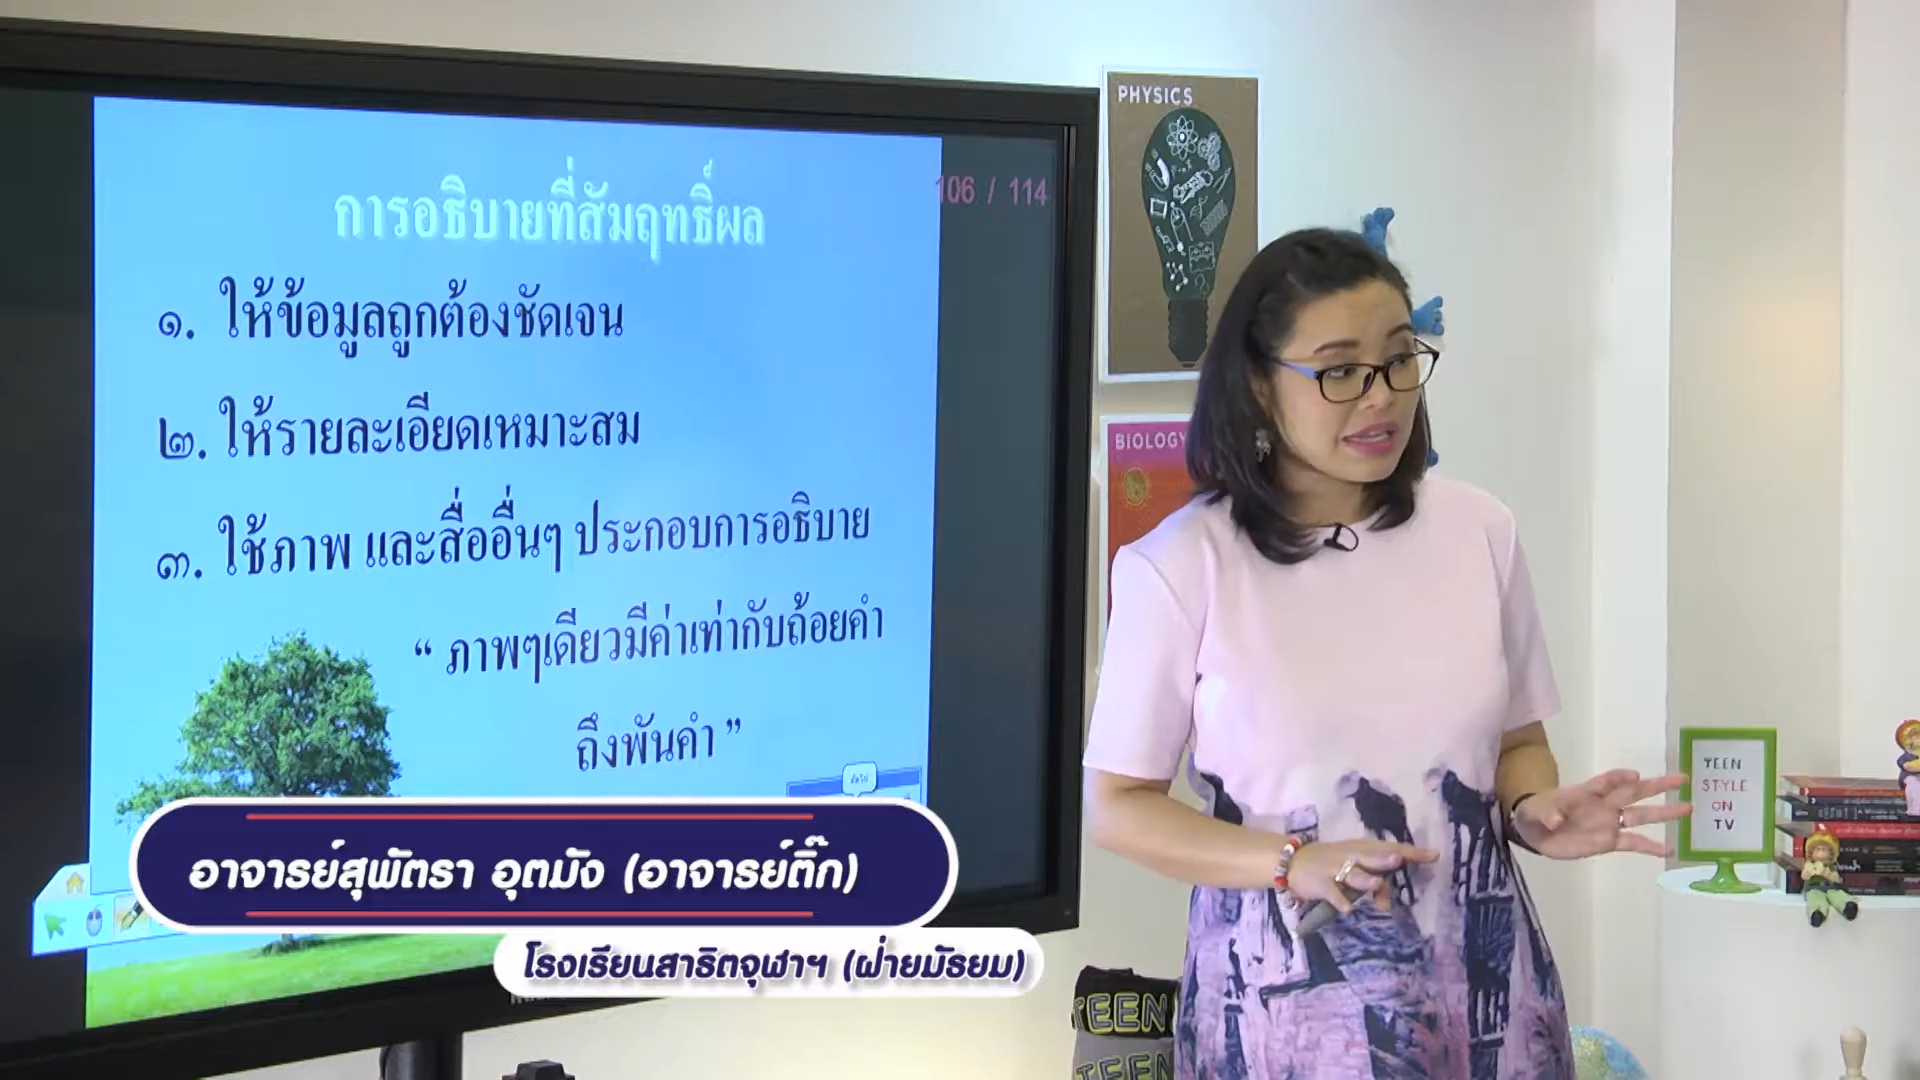 การอธิบายที่สัมฤทธิ์ผล
106 / 114
๑. ให้ข้อมูลถูกต้องชัดเจน
๒. ให้รายละเอียดเหมาะสม
๓. ใช้ภาพ และสื่ออื่นๆ ประกอบการอธิบาย
“ ภาพๆเดียวมีค่าเท่ากับถ้อยคำ
ถึงพันคำ ”
อาจารย์สุพัตรา อุตมัง (อาจารย์ติ๊ก)
โรงเรียนสาธิตจุฬาฯ (ฝ่ายมัธยม)
PHYSICS
BIOLOGY
TEEN
STYLE
ON
TV
TEEN
TEEN